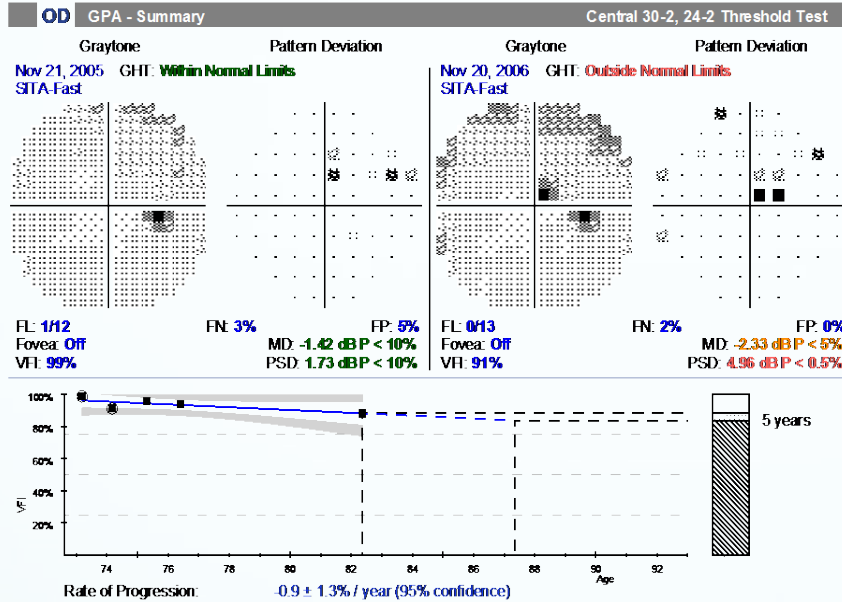 OD GPA - Summary Central 30-2, 24-2 Threshold Test
Graytone Pattern Deviation Graytone Pattern Deviation
Nov 21, 2005 GHT: Within Normal Limits Nov 20, 2006 GHT: Outside Normal Limits
SITA-Fast SITA-Fast
FL: 1/12 FN: 3% FP: 5% FL: 0/13 FN: 2% FP: 0%
Fovea: Off MD: -1.42 dB P < 10% Fovea: Off MD: -2.33 dB P < 5%
VFI: 99% PSD: 1.73 dB P < 10% VFI: 91% PSD: 4.96 dB P < 0.5%
100%
80%
60%
40%
20%
VFI
5 years
74 76 78 80 82 84 86 88 90 92
Age
Rate of Progression: -0.9 ± 1.3% / year (95% confidence)